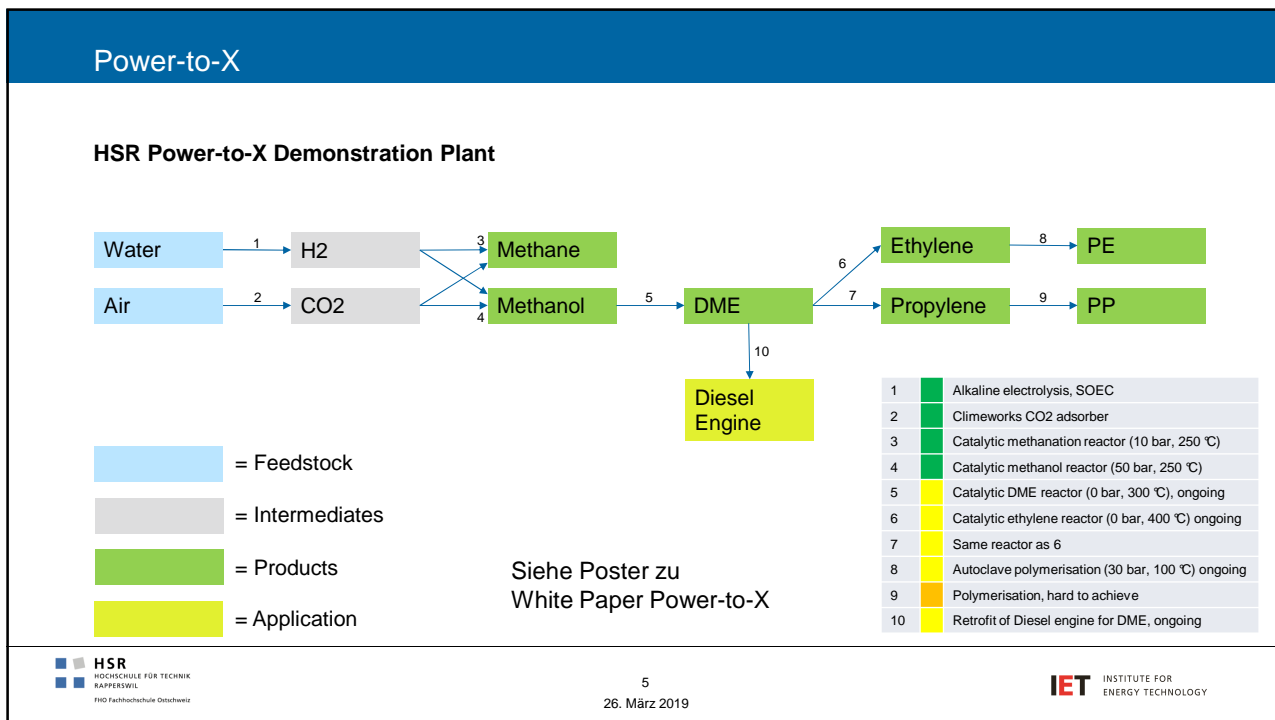 Power-to-X
HSR Power-to-X Demonstration Plant
Water
1
H2
3
Methane
Air
2
CO2
4
Methanol
5
DME
6
Ethylene
8
PE
7
Propylene
9
PP
10
Diesel
Engine
= Feedstock
= Intermediates
= Products
= Application
Siehe Poster zu
White Paper Power-to-X
1 Alkaline electrolysis, SOEC
2 Climeworks CO2 adsorber
3 Catalytic methanation reactor (10 bar, 250 °C)
4 Catalytic methanol reactor (50 bar, 250 °C)
5 Catalytic DME reactor (0 bar, 300 °C), ongoing
6 Catalytic ethylene reactor (0 bar, 400 °C) ongoing
7 Same reactor as 6
8 Autoclave polymerisation (30 bar, 100 °C) ongoing
9 Polymerisation, hard to achieve
10 Retrofit of Diesel engine for DME, ongoing
HSR
HOCHSCHULE FÜR TECHNIK
RAPPERSWIL
FHO Fachhochschule Ostschweiz
5
26. März 2019
IET INSTITUTE FOR
ENERGY TECHNOLOGY